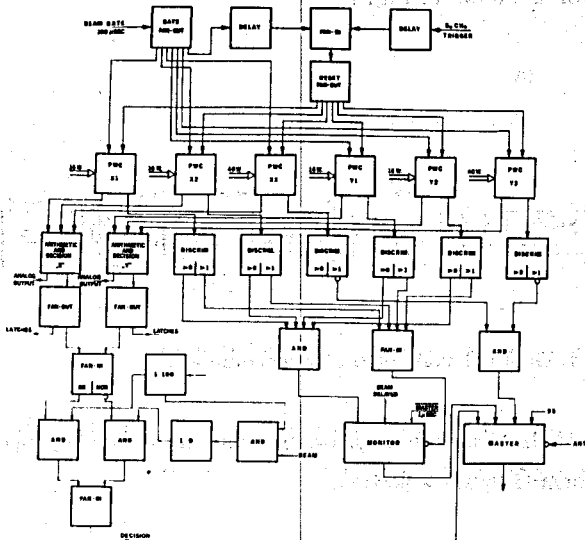 BEAM GATE
200 µSEC
GATE
FAN-OUT
DELAY
FAN-IN
DELAY
TRIGGER
RESET
FAN-OUT
PWC
X1
PWC
X2
PWC
X3
PWC
Y1
PWC
Y2
PWC
Y3
ARITHMETIC
AND
DECISION
"X"
ARITHMETIC
AND
DECISION
"Y"
DISCRIM.
>0 >1
DISCRIM.
>0 >1
DISCRIM.
>0 >1
DISCRIM.
>0 >1
DISCRIM.
>0 >1
DISCRIM.
>0 >1
ANALOG
OUTPUT
ANALOG
OUTPUT
FAN-OUT
FAN-OUT
LATCHES
LATCHES
AND
FAN-IN
AND
FAN-IN
OR NOR
BEAM
DELAYED
MONITOR
MASTER
AND
AND
AND
BEAM
FAN-IN
DECISION